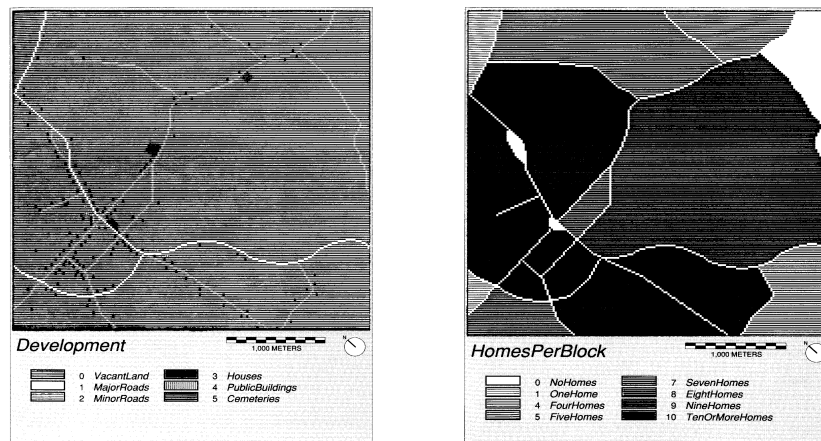 Development
N
1,000 METERS
0 VacantLand
1 MajorRoads
2 MinorRoads
3 Houses
4 PublicBuildings
5 Cemeteries
HomesPerBlock
N
1,000 METERS
0 NoHomes
1 OneHome
4 FourHomes
5 FiveHomes
7 SevenHomes
8 EightHomes
9 NineHomes
10 TenOrMoreHomes